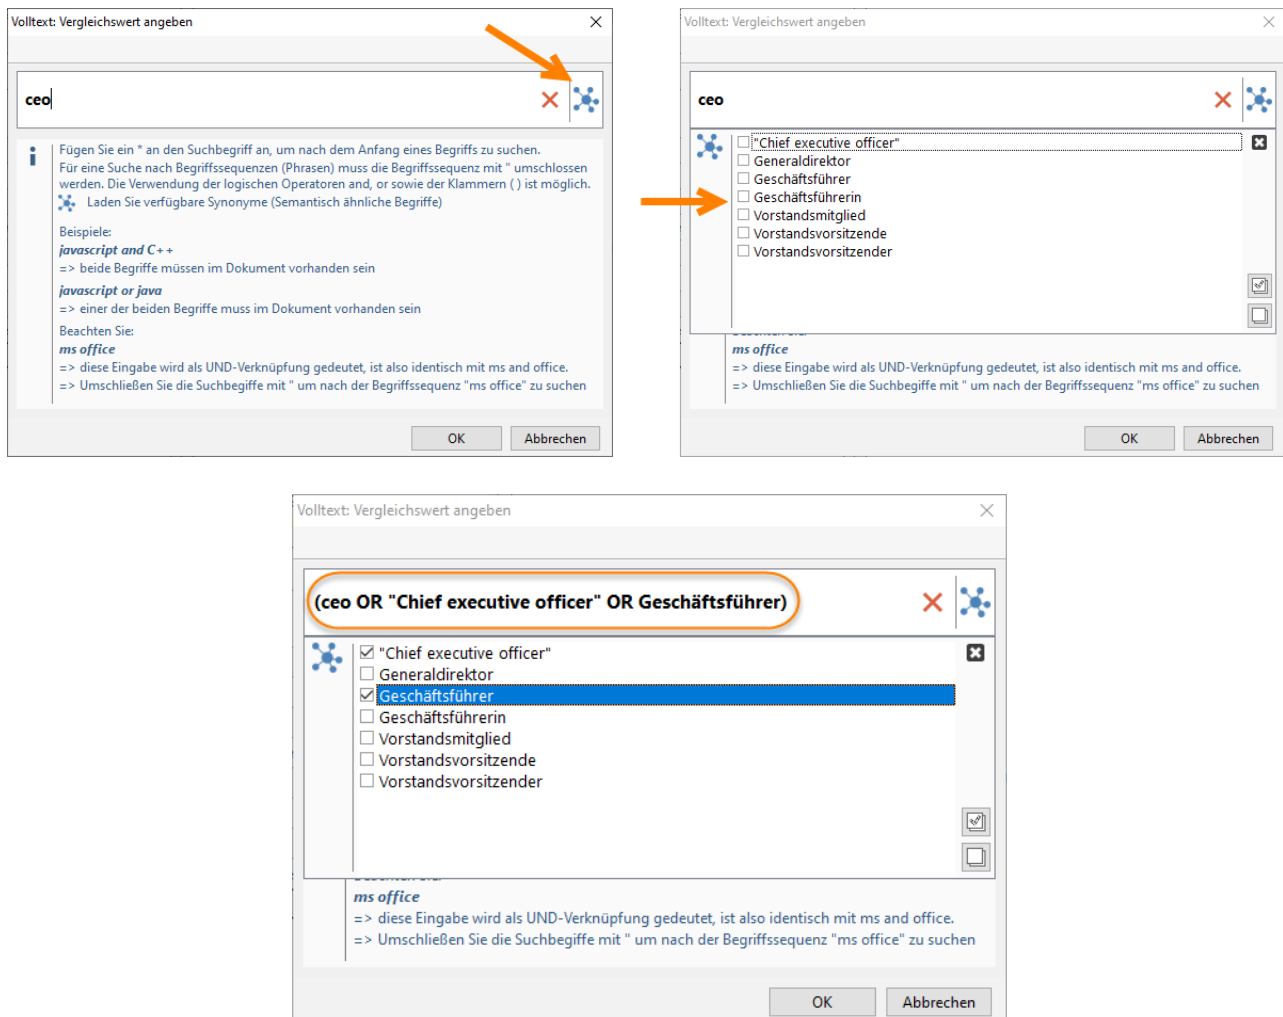 Volltext: Vergleichswert angeben
ceo
Fügen Sie ein * an den Suchbegriff an, um nach dem Anfang eines Begriffs zu suchen.
Für eine Suche nach Begriffssequenzen (Phrasen) muss die Begriffssequenz mit " umschlossen
werden. Die Verwendung der logischen Operatoren and, or sowie der Klammern ( ) ist möglich.
Laden Sie verfügbare Synonyme (Semantisch ähnliche Begriffe)
Beispiele:
javascript and C++
=> beide Begriffe müssen im Dokument vorhanden sein
javascript or java
=> einer der beiden Begriffe muss im Dokument vorhanden sein
Beachten Sie:
ms office
=> diese Eingabe wird als UND-Verknüpfung gedeutet, ist also identisch mit ms and office.
=> Umschließen Sie die Suchbegiffe mit " um nach der Begriffssequenz "ms office" zu suchen
OK
Abbrechen
Volltext: Vergleichswert angeben
ceo
"Chief executive officer"
Generaldirektor
Geschäftsführer
Geschäftsführerin
Vorstandsmitglied
Vorstandsvorsitzende
Vorstandsvorsitzender
ms office
=> diese Eingabe wird als UND-Verknüpfung gedeutet, ist also identisch mit ms and office.
=> Umschließen Sie die Suchbegiffe mit " um nach der Begriffssequenz "ms office" zu suchen
OK
Abbrechen
Volltext: Vergleichswert angeben
(ceo OR "Chief executive officer" OR Geschäftsführer)
"Chief executive officer"
Generaldirektor
Geschäftsführer
Geschäftsführerin
Vorstandsmitglied
Vorstandsvorsitzende
Vorstandsvorsitzender
ms office
=> diese Eingabe wird als UND-Verknüpfung gedeutet, ist also identisch mit ms and office.
=> Umschließen Sie die Suchbegiffe mit " um nach der Begriffssequenz "ms office" zu suchen
OK
Abbrechen